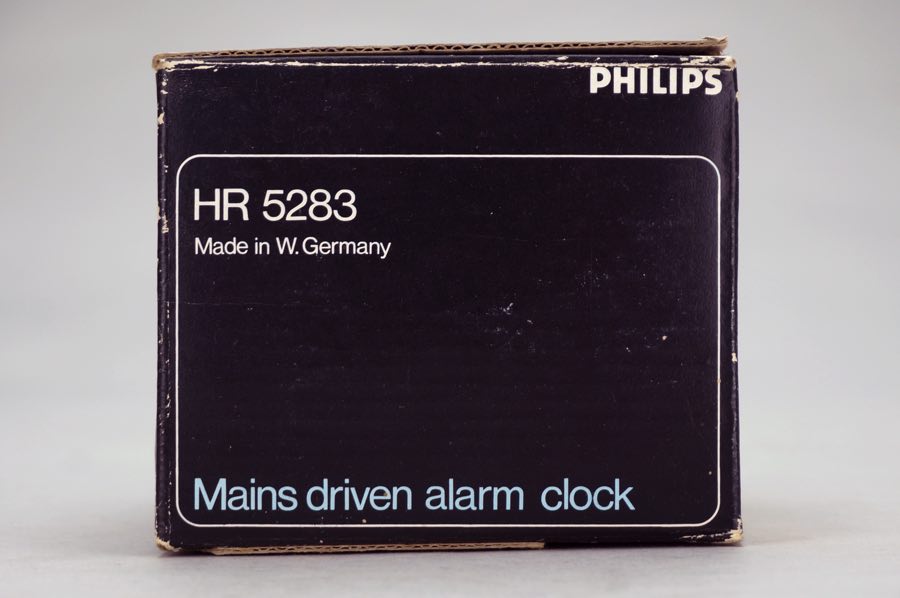 PHILIPS
HR 5283
Made in W. Germany
Mains driven alarm clock